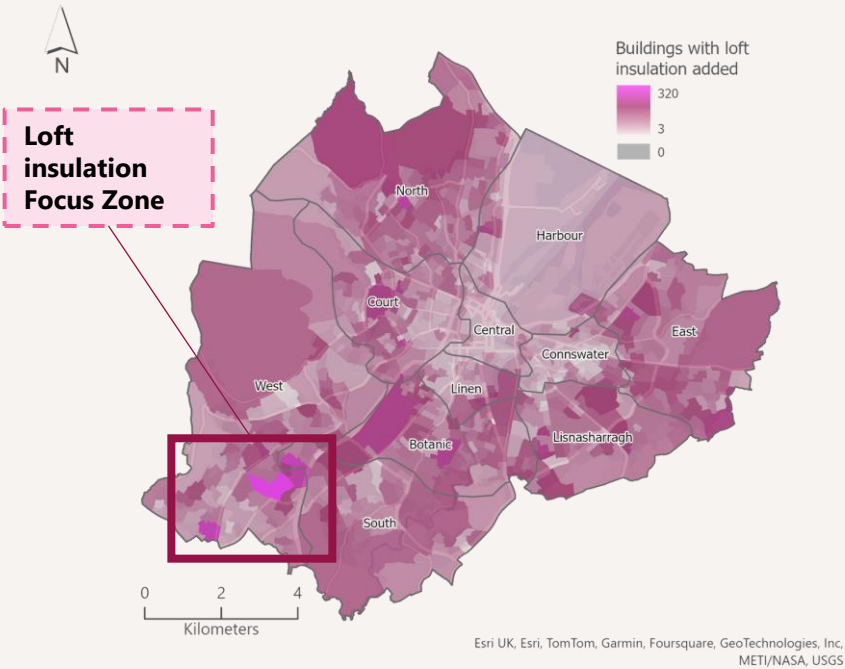 N
Buildings with loft
insulation added
320
3
0
Loft
insulation
Focus Zone
North
Harbour
Court
Central
East
Connswater
West
Linen
Botanic
Lisnasharragh
South
0 2 4
Kilometers
Esri UK, Esri, TomTom, Garmin, Foursquare, GeoTechnologies, Inc,
METI/NASA, USGS